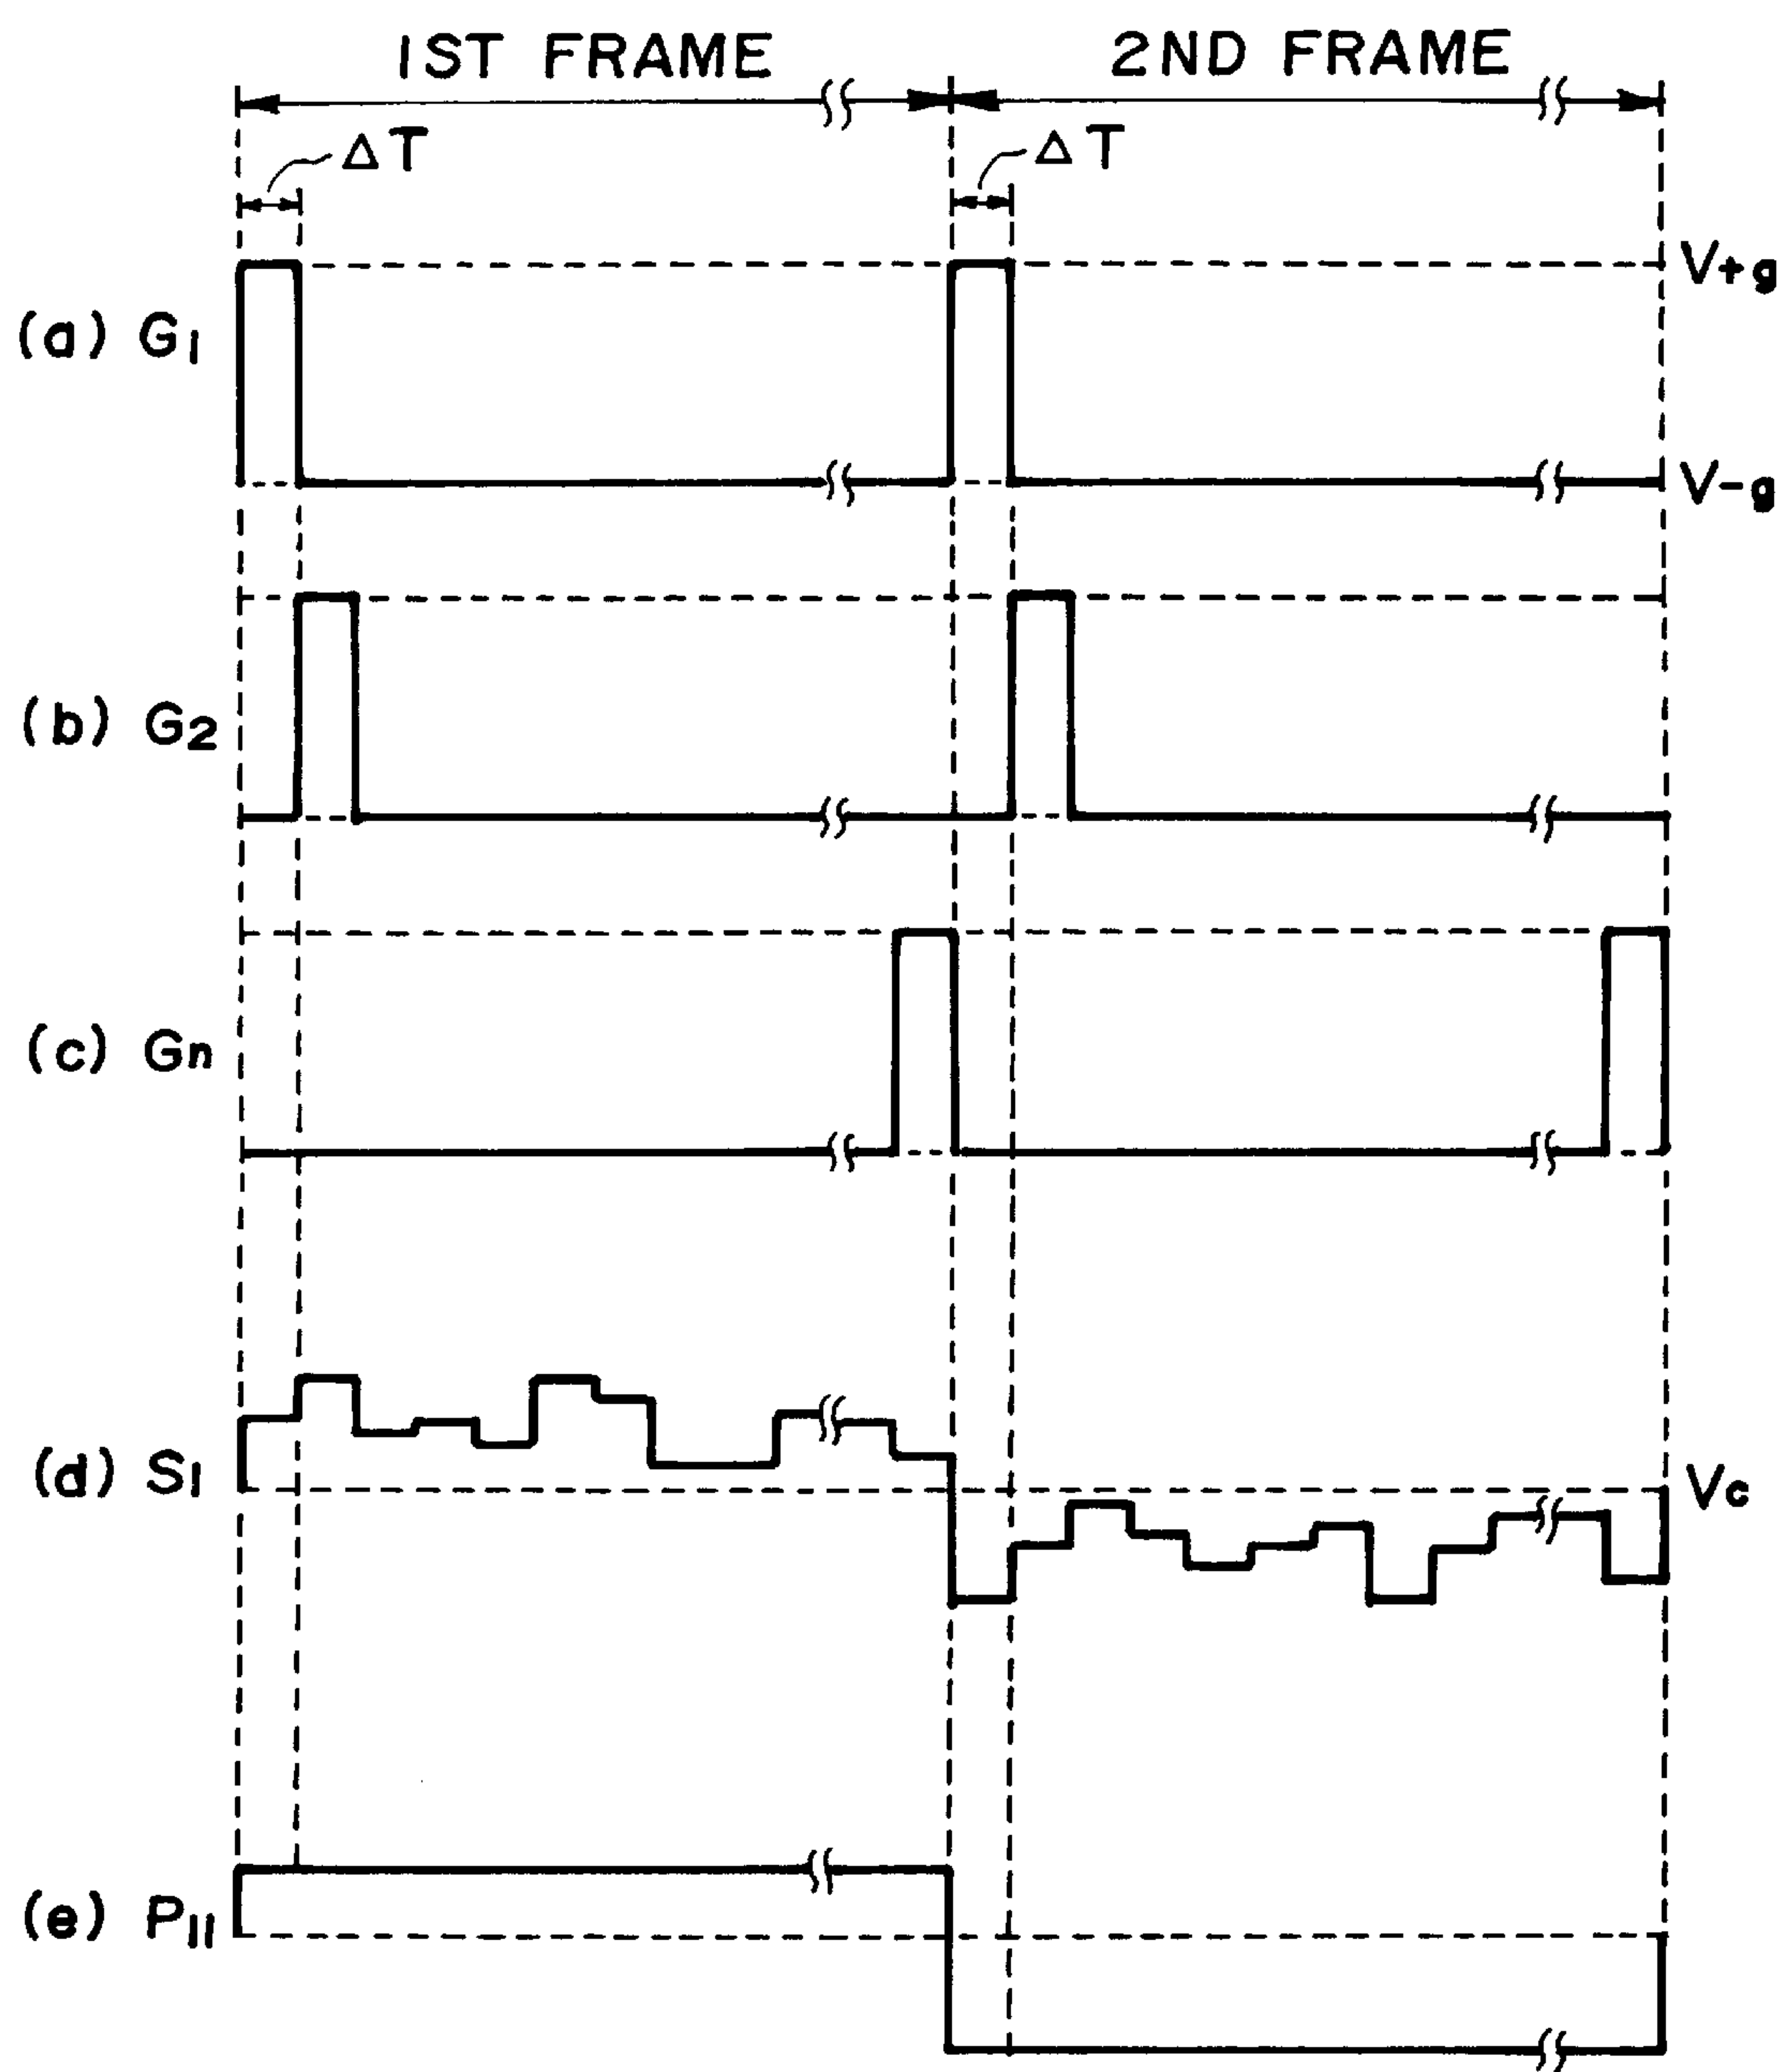 1ST FRAME 2ND FRAME
ΔT ΔT
V+g
(a) G1
V-g
(b) G2
(c) Gn
(d) S1 Vc
(e) P11